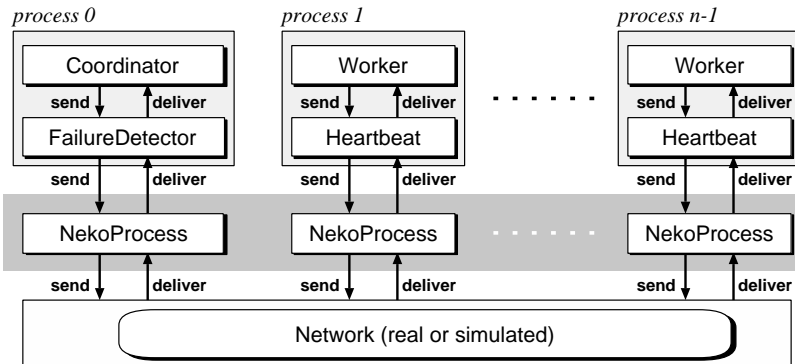 process 0 process 1 process n-1
Coordinator Worker Worker
send deliver send deliver send deliver
FailureDetector Heartbeat Heartbeat
send deliver send deliver send deliver
NekoProcess NekoProcess NekoProcess
send deliver send deliver send deliver
Network (real or simulated)